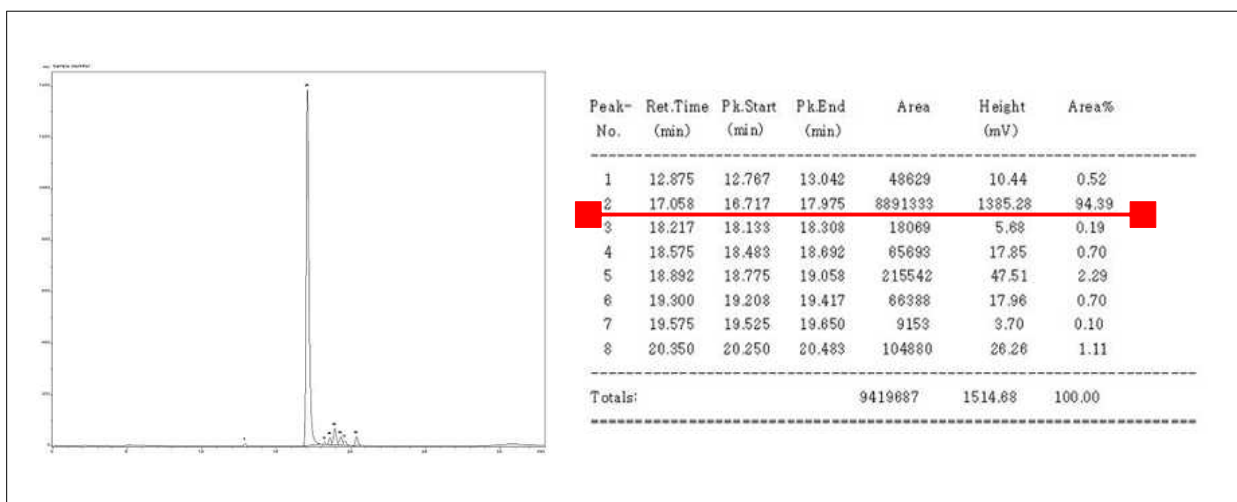 Peak- Ret.Time Pk.Start Pk.End Area Height Area%
No. (min) (min) (min) (mV)
1 12.875 12.767 13.042 48629 10.44 0.52
2 17.058 16.717 17.975 8891333 1385.28 94.39
3 18.217 18.133 18.308 18069 5.68 0.19
4 18.575 18.483 18.692 65693 17.85 0.70
5 18.892 18.775 19.058 215542 47.51 2.29
6 19.300 19.208 19.417 66388 17.96 0.70
7 19.575 19.525 19.650 9153 3.70 0.10
8 20.350 20.250 20.483 104880 26.26 1.11
Totals: 9419687 1514.68 100.00